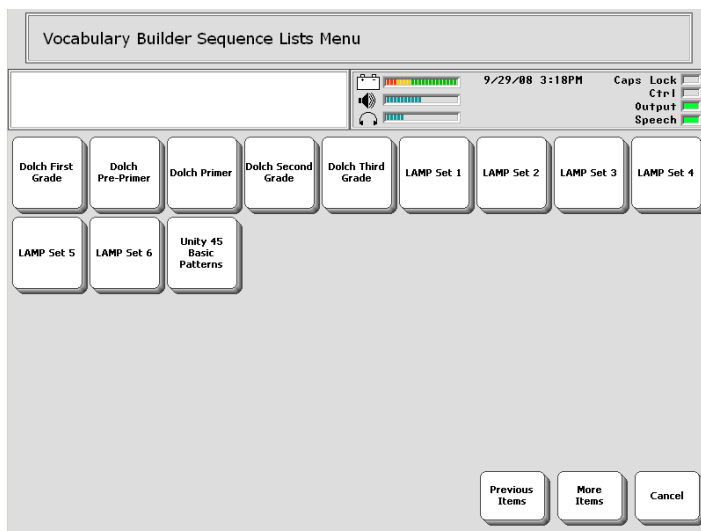 Vocabulary Builder Sequence Lists Menu
9/29/08 3:18PM
Caps Lock
Ctrl
Output
Speech
Dolch First
Grade
Dolch
Pre-Primer
Dolch Primer
Dolch Second
Grade
Dolch Third
Grade
LAMP Set 1
LAMP Set 2
LAMP Set 3
LAMP Set 4
LAMP Set 5
LAMP Set 6
Unity 45
Basic
Patterns
Previous
Items
More
Items
Cancel